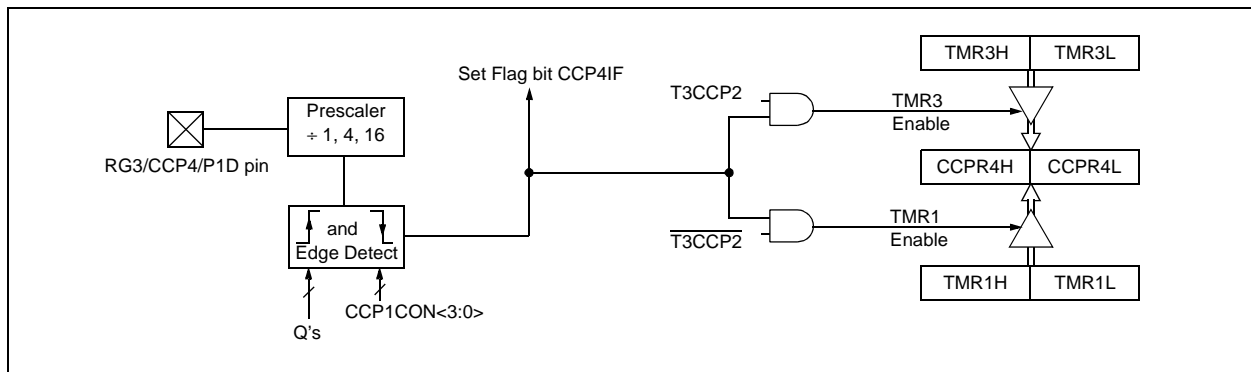 TMR3H TMR3L
Set Flag bit CCP4IF
T3CCP2
TMR3
Enable
Prescaler
÷ 1, 4, 16
RG3/CCP4/P1D pin
CCPR4H CCPR4L
and
Edge Detect
TMR1
Enable
T3CCP2
TMR1H TMR1L
CCP1CON<3:0>
Q's